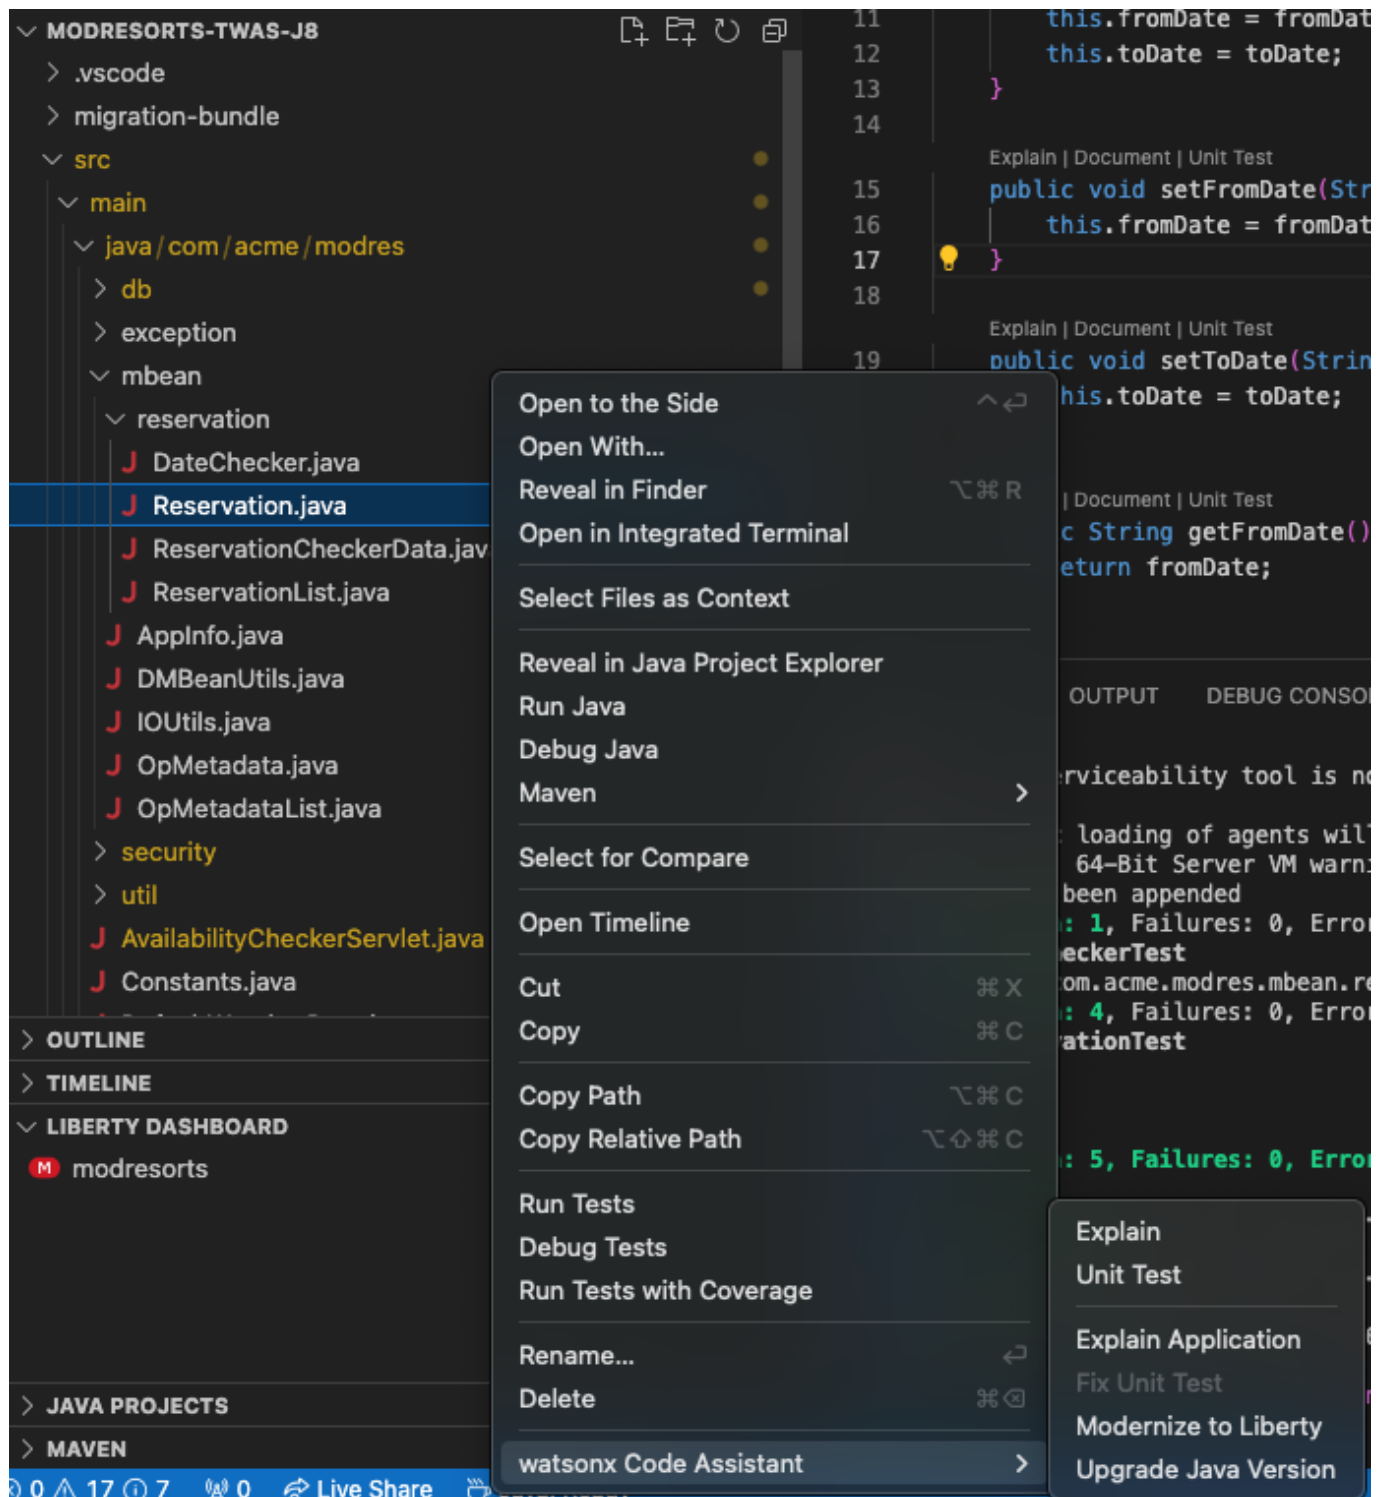 MODRESORTS-TWAS-J8
.vscode
migration-bundle
src
main
java/com/acme/modres
db
exception
mbean
reservation
DateChecker.java
Reservation.java
ReservationCheckerData.jav
ReservationList.java
AppInfo.java
DMBeanUtils.java
IOUtils.java
OpMetadata.java
OpMetadataList.java
security
util
AvailabilityCheckerServlet.java
Constants.java
OUTLINE
TIMELINE
LIBERTY DASHBOARD
M modresorts
JAVA PROJECTS
MAVEN
0 17 7 0 Live Share
Open to the Side ^⏎
Open With...
Reveal in Finder ⌥⌘R
Open in Integrated Terminal
Select Files as Context
Reveal in Java Project Explorer
Run Java
Debug Java
Maven
Select for Compare
Open Timeline
Cut ⌘X
Copy ⌘C
Copy Path ⌥⌘C
Copy Relative Path ⌥⇧⌘C
Run Tests
Debug Tests
Run Tests with Coverage
Rename... ⏎
Delete ⌘⌫
watsonx Code Assistant
Explain
Unit Test
Explain Application
Fix Unit Test
Modernize to Liberty
Upgrade Java Version
11 this.fromDate = fromDat
12 this.toDate = toDate;
13 }
14
Explain | Document | Unit Test
15 public void setFromDate(Str
16 this.fromDate = fromDat
17 }
18
Explain | Document | Unit Test
19 public void setToDate(Strin
his.toDate = toDate;
| Document | Unit Test
c String getFromDate()
eturn fromDate;
OUTPUT DEBUG CONSO
rviceability tool is no
loading of agents wil
64-Bit Server VM warni
been appended
: 1, Failures: 0, Error
eckerTest
om.acme.modres.mbean.re
: 4, Failures: 0, Error
ationTest
: 5, Failures: 0, Error